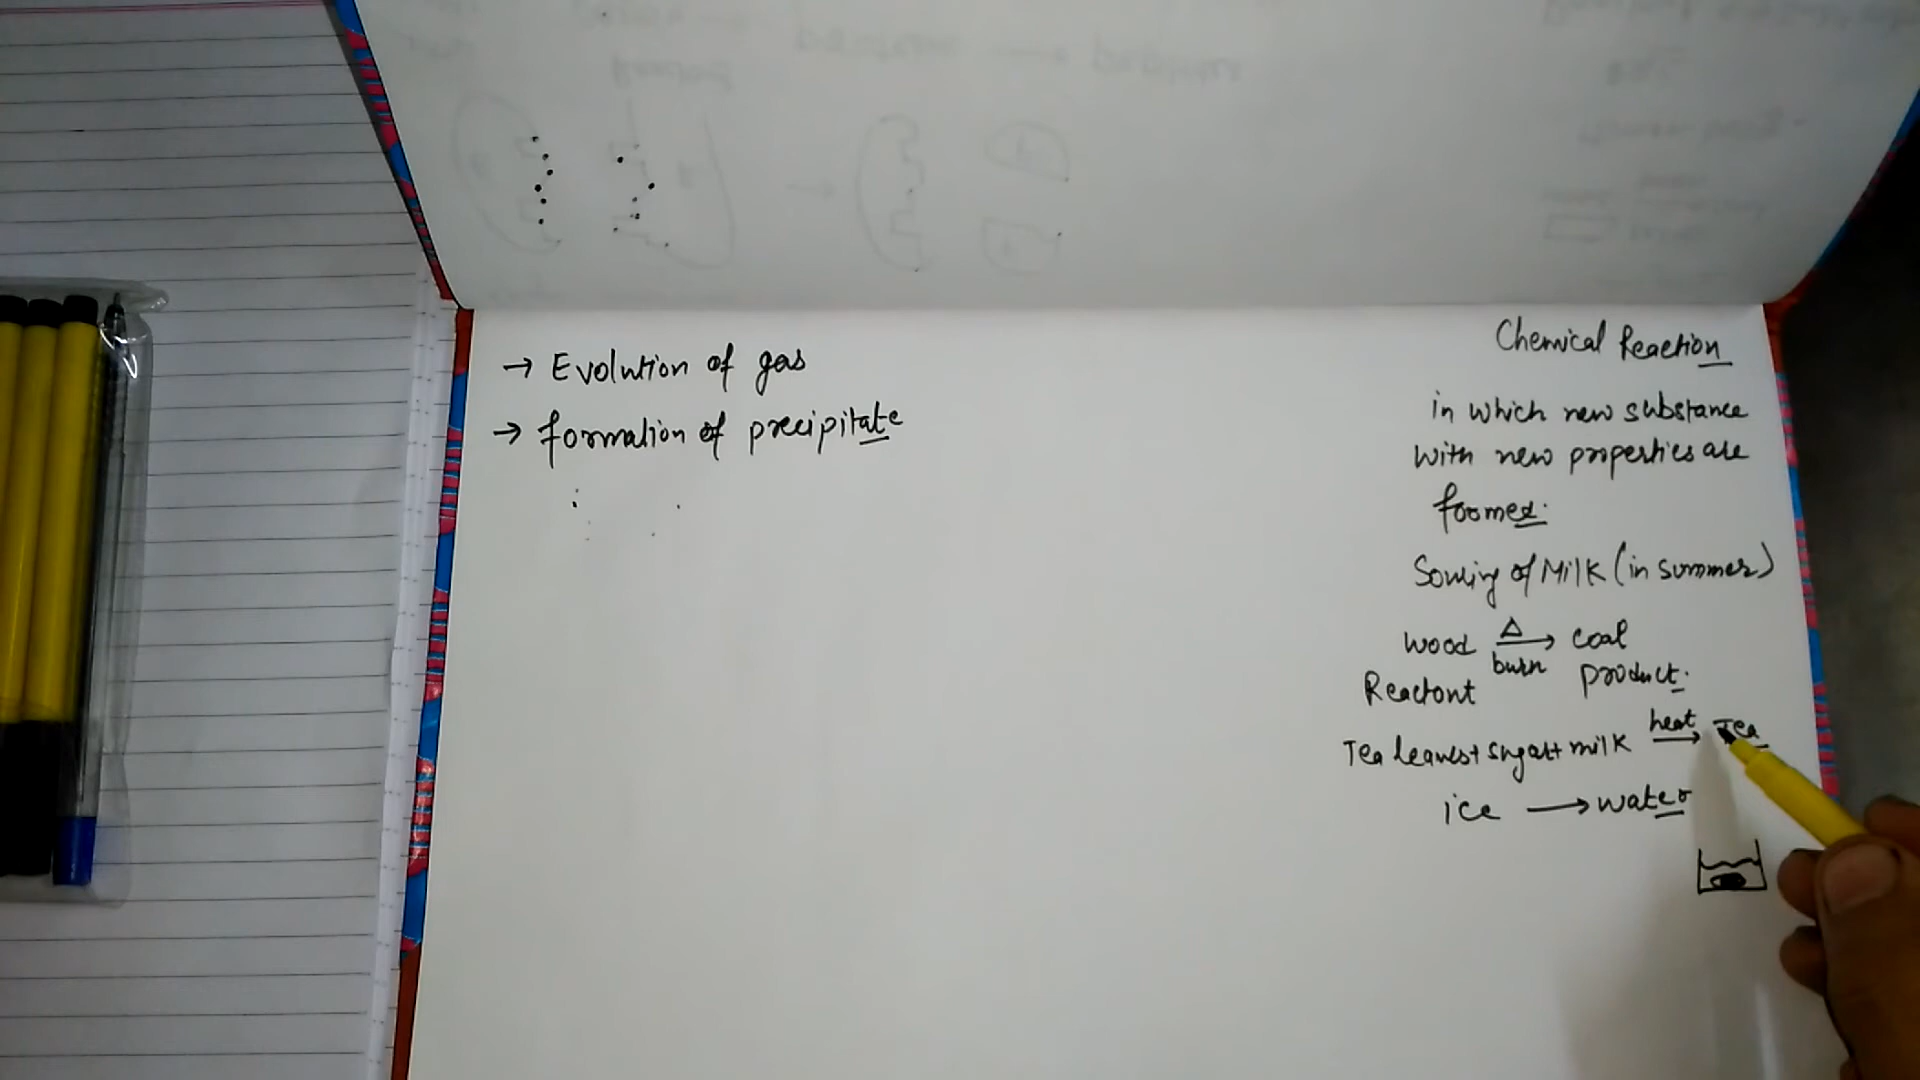 → Evolution of gas
→ formation of precipitate
Chemical Reaction
in which new substance
with new properties are
formed.
Souring of Milk (in summer)
wood Δ burn → coal
Reactant product.
Tea leaves + sugar + milk heat → Tea
ice → water